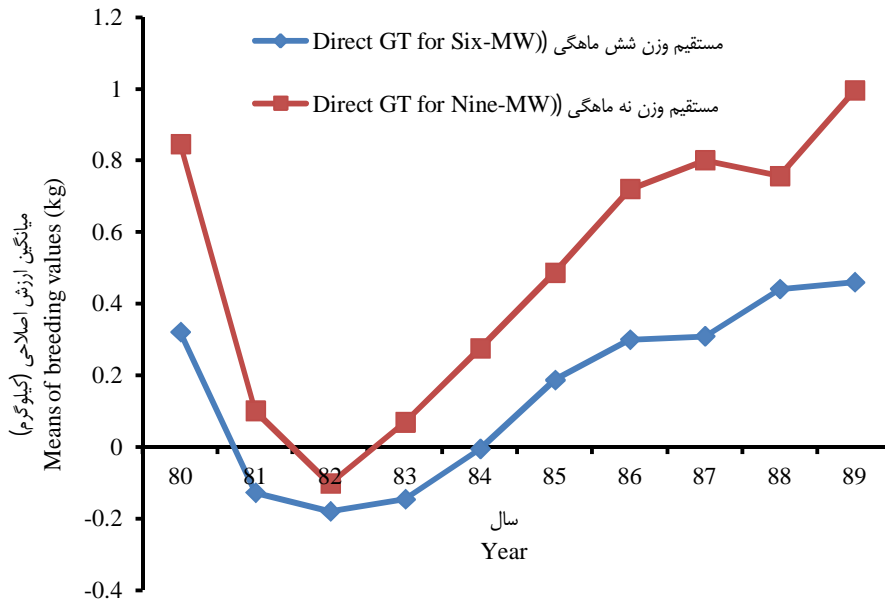 1.2
1
0.8
0.6
0.4
0.2
0
-0.2
-0.4
Direct GT for Six-MW)) مستقیم وزن شش ماهگی
Direct GT for Nine-MW)) مستقیم وزن نه ماهگی
میانگین ارزش اصلاحی (کیلوگرم)
Means of breeding values (kg)
80 81 82 83 84 85 86 87 88 89
سال
Year